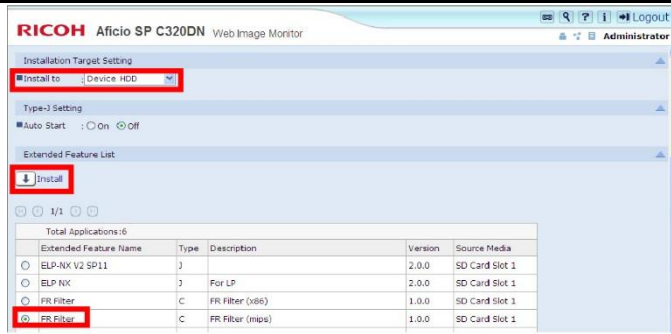 Logout
RICOH Aficio SP C320DN Web Image Monitor
Administrator
Installation Target Setting
Install to : Device HDD
Type-J Setting
Auto Start : On Off
Extended Feature List
Install
1/1
Total Applications:6
Extended Feature Name Type Description Version Source Media
ELP-NX V2 SP11 J 2.0.0 SD Card Slot 1
ELP NX J For LP 2.0.0 SD Card Slot 1
FR Filter C FR Filter (x86) 1.0.0 SD Card Slot 1
FR Filter C FR Filter (mips) 1.0.0 SD Card Slot 1